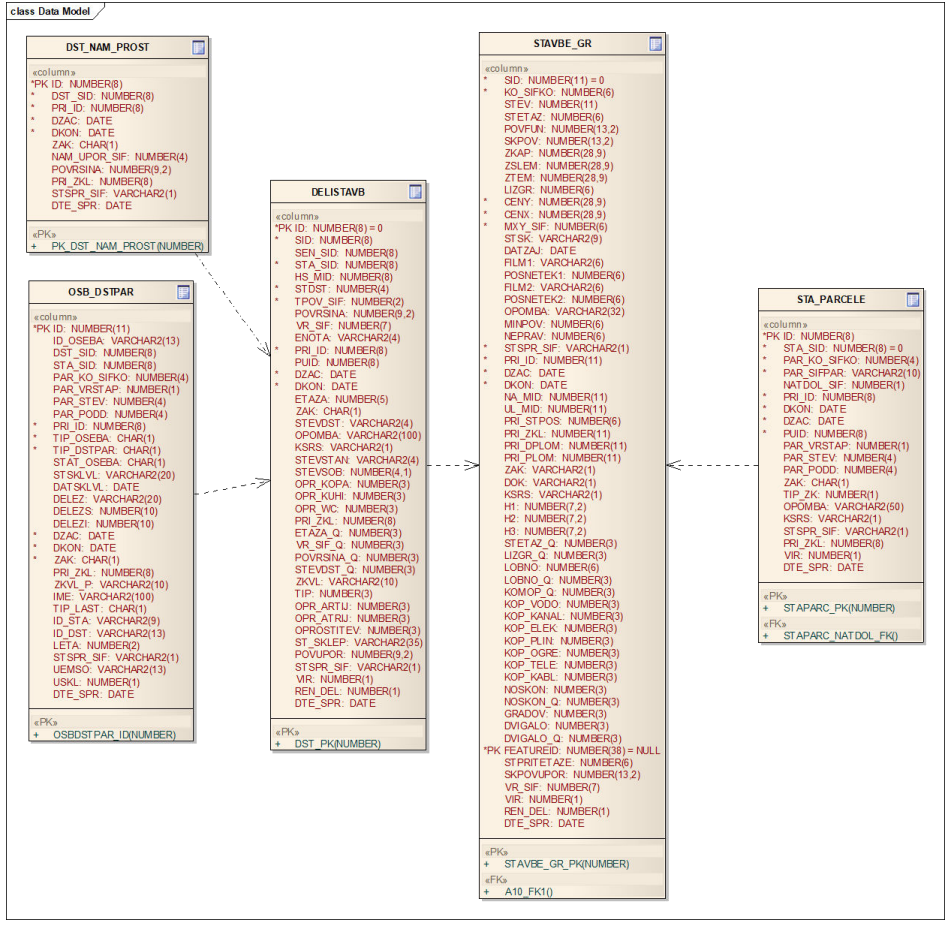 class Data Model
DST_NAM_PROST
«column»
*PK ID: NUMBER(8)
* DST_SID: NUMBER(8)
* PRI_ID: NUMBER(8)
* DZAC: DATE
* DKON: DATE
ZAK: CHAR(1)
NAM_UPOR_SIF: NUMBER(4)
POVRSINA: NUMBER(9,2)
PRI_ZKL: NUMBER(8)
STSPR_SIF: VARCHAR2(1)
DTE_SPR: DATE
«PK»
+ PK_DST_NAM_PROST(NUMBER)
OSB_DSTPAR
«column»
*PK ID: NUMBER(11)
ID_OSEBA: VARCHAR2(13)
DST_SID: NUMBER(8)
STA_SID: NUMBER(8)
PAR_KO_SIFKO: NUMBER(4)
PAR_VRSTAP: NUMBER(1)
PAR_STEV: NUMBER(4)
PAR_PODD: NUMBER(4)
* PRI_ID: NUMBER(8)
* TIP_OSEBA: CHAR(1)
* TIP_DSTPAR: CHAR(1)
STAT_OSEBA: CHAR(1)
STSKLVL: VARCHAR2(20)
DATSKLVL: DATE
DELEZ: VARCHAR2(20)
DELEZS: NUMBER(10)
DELEZI: NUMBER(10)
* DZAC: DATE
* DKON: DATE
* ZAK: CHAR(1)
PRI_ZKL: NUMBER(8)
ZKVL_P: VARCHAR2(10)
IME: VARCHAR2(100)
TIP_LAST: CHAR(1)
ID_STA: VARCHAR2(9)
ID_DST: VARCHAR2(13)
LETA: NUMBER(2)
STSPR_SIF: VARCHAR2(1)
UEMSO: VARCHAR2(13)
USKL: NUMBER(1)
DTE_SPR: DATE
«PK»
+ OSBDSTPAR_ID(NUMBER)
DELISTAVB
«column»
*PK ID: NUMBER(8) = 0
* SID: NUMBER(8)
SEN_SID: NUMBER(8)
* STA_SID: NUMBER(8)
HS_MID: NUMBER(8)
* STDST: NUMBER(4)
* TPOV_SIF: NUMBER(2)
POVRSINA: NUMBER(9,2)
VR_SIF: NUMBER(7)
ENOTA: VARCHAR2(4)
* PRI_ID: NUMBER(8)
PUID: NUMBER(8)
* DZAC: DATE
* DKON: DATE
ETAZA: NUMBER(5)
ZAK: CHAR(1)
STEVDST: VARCHAR2(4)
OPOMBA: VARCHAR2(100)
KSRS: VARCHAR2(1)
STEVSTAN: VARCHAR2(4)
STEVSOB: NUMBER(4,1)
OPR_KOPA: NUMBER(3)
OPR_KUHI: NUMBER(3)
OPR_WC: NUMBER(3)
PRI_ZKL: NUMBER(8)
ETAZA_Q: NUMBER(3)
VR_SIF_Q: NUMBER(3)
POVRSINA_Q: NUMBER(3)
STEVDST_Q: NUMBER(3)
ZKVL: VARCHAR2(10)
TIP: NUMBER(3)
OPR_ARTIJ: NUMBER(3)
OPR_ATRIJ: NUMBER(3)
OPROSTITEV: NUMBER(3)
ST_SKLEP: VARCHAR2(35)
POVUPOR: NUMBER(9,2)
STSPR_SIF: VARCHAR2(1)
VIR: NUMBER(1)
REN_DEL: NUMBER(1)
DTE_SPR: DATE
«PK»
+ DST_PK(NUMBER)
STAVBE_GR
«column»
* SID: NUMBER(11) = 0
* KO_SIFKO: NUMBER(6)
STEV: NUMBER(11)
STETAZ: NUMBER(6)
POVFUN: NUMBER(13,2)
SKPOV: NUMBER(13,2)
ZKAP: NUMBER(28,9)
ZSLEM: NUMBER(28,9)
ZTEM: NUMBER(28,9)
LIZGR: NUMBER(6)
* CENY: NUMBER(28,9)
* CENX: NUMBER(28,9)
* MXY_SIF: NUMBER(6)
STSK: VARCHAR2(9)
DATZAJ: DATE
FILM1: VARCHAR2(6)
POSNETEK1: NUMBER(6)
FILM2: VARCHAR2(6)
POSNETEK2: NUMBER(6)
OPOMBA: VARCHAR2(32)
MINPOV: NUMBER(6)
NEPRAV: NUMBER(6)
* STSPR_SIF: VARCHAR2(1)
* PRI_ID: NUMBER(11)
* DZAC: DATE
* DKON: DATE
NA_MID: NUMBER(11)
UL_MID: NUMBER(11)
PRI_STPOS: NUMBER(6)
PRI_ZKL: NUMBER(11)
PRI_DPLOM: NUMBER(11)
PRI_PLOM: NUMBER(11)
ZAK: VARCHAR2(1)
DOK: VARCHAR2(1)
KSRS: VARCHAR2(1)
H1: NUMBER(7,2)
H2: NUMBER(7,2)
H3: NUMBER(7,2)
STETAZ_Q: NUMBER(3)
LIZGR_Q: NUMBER(3)
LOBNO: NUMBER(6)
LOBNO_Q: NUMBER(3)
KOMOP_Q: NUMBER(3)
KOP_VODO: NUMBER(3)
KOP_KANAL: NUMBER(3)
KOP_ELEK: NUMBER(3)
KOP_PLIN: NUMBER(3)
KOP_OGRE: NUMBER(3)
KOP_TELE: NUMBER(3)
KOP_KABL: NUMBER(3)
NOSKON: NUMBER(3)
NOSKON_Q: NUMBER(3)
GRADOV: NUMBER(3)
DVIGALO: NUMBER(3)
DVIGALO_Q: NUMBER(3)
*PK FEATUREID: NUMBER(38) = NULL
STPRITETAZE: NUMBER(6)
SKPOVUPOR: NUMBER(13,2)
VR_SIF: NUMBER(7)
VIR: NUMBER(1)
REN_DEL: NUMBER(1)
DTE_SPR: DATE
«PK»
+ STAVBE_GR_PK(NUMBER)
«FK»
+ A10_FK1()
STA_PARCELE
«column»
*PK ID: NUMBER(8)
* STA_SID: NUMBER(8) = 0
* PAR_KO_SIFKO: NUMBER(4)
* PAR_SIFPAR: VARCHAR2(10)
NATDOL_SIF: NUMBER(1)
* PRI_ID: NUMBER(8)
* DKON: DATE
* DZAC: DATE
* PUID: NUMBER(8)
PAR_VRSTAP: NUMBER(1)
PAR_STEV: NUMBER(4)
PAR_PODD: NUMBER(4)
ZAK: CHAR(1)
TIP_ZK: NUMBER(1)
OPOMBA: VARCHAR2(50)
KSRS: VARCHAR2(1)
STSPR_SIF: VARCHAR2(1)
PRI_ZKL: NUMBER(8)
VIR: NUMBER(1)
DTE_SPR: DATE
«PK»
+ STAPARC_PK(NUMBER)
«FK»
+ STAPARC_NATDOL_FK()